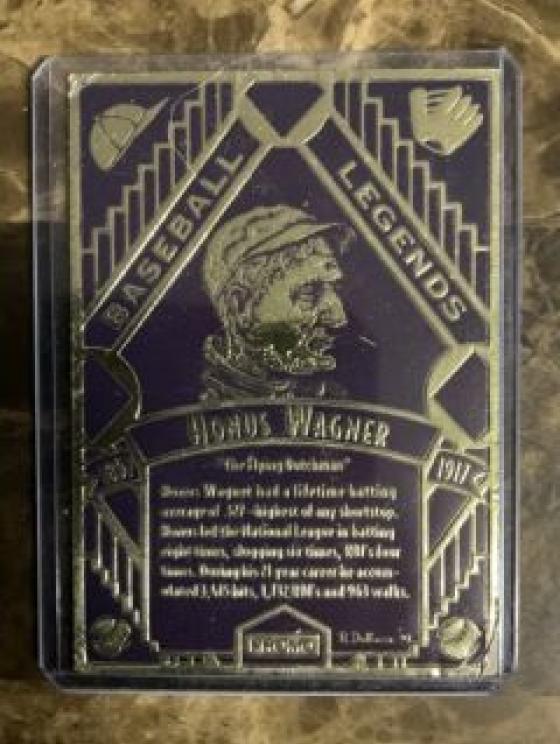 BASEBALL
LEGENDS
HONUS WAGNER
1917
"The Flying Dutchman"
Honus Wagner had a lifetime batting
average of .327 - highest of any shortstop.
Honus led the National League in batting
eight times, slugging six times, RBI's four
times. During his 21 year career he accum-
ulated hits, 1,732 RBI's and 963 walks.
PROMO